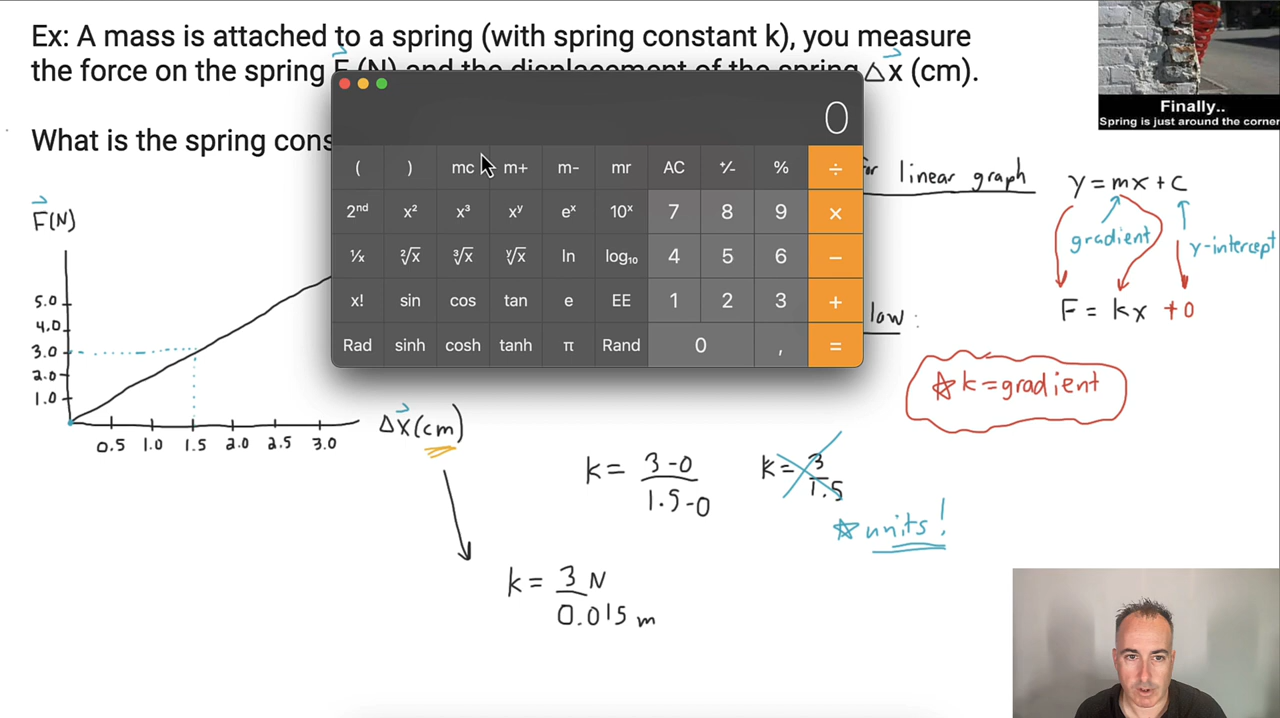 Ex: A mass is attached to a spring (with spring constant k), you measure
the force on the spring F (N) and the displacement of the spring Δx (cm).
What is the spring cons
Finally..
Spring is just around the corner
for linear graph
y = mx + c
gradient
y-intercept
F = kx + 0
law:
☆ k = gradient
0
( ) mc m+ m- mr AC +/- % ÷
2nd x² x³ xʸ eˣ 10ˣ 7 8 9 ×
1/x ²√x ³√x ʸ√x ln log₁₀ 4 5 6 −
x! sin cos tan e EE 1 2 3 +
Rad sinh cosh tanh π Rand 0 , =
F(N)
5.0
4.0
3.0
2.0
1.0
0.5 1.0 1.5 2.0 2.5 3.0
Δx(cm)
k = 3-0 / 1.5-0
k = 3 / 1.5
☆ units!
k = 3 N / 0.015 m